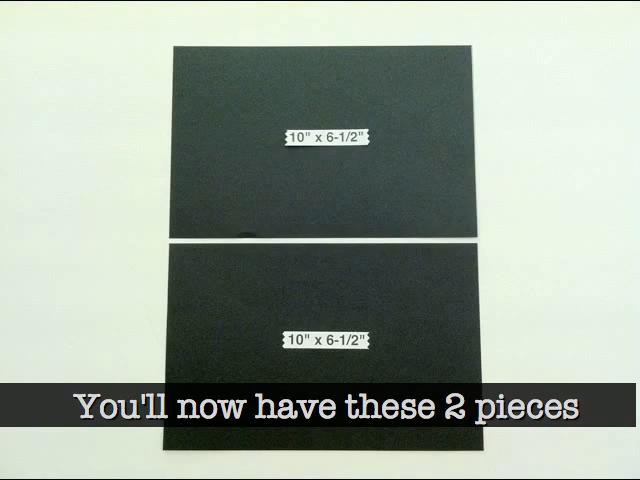 10" x 6-1/2"
10" x 6-1/2"
You'll now have these 2 pieces